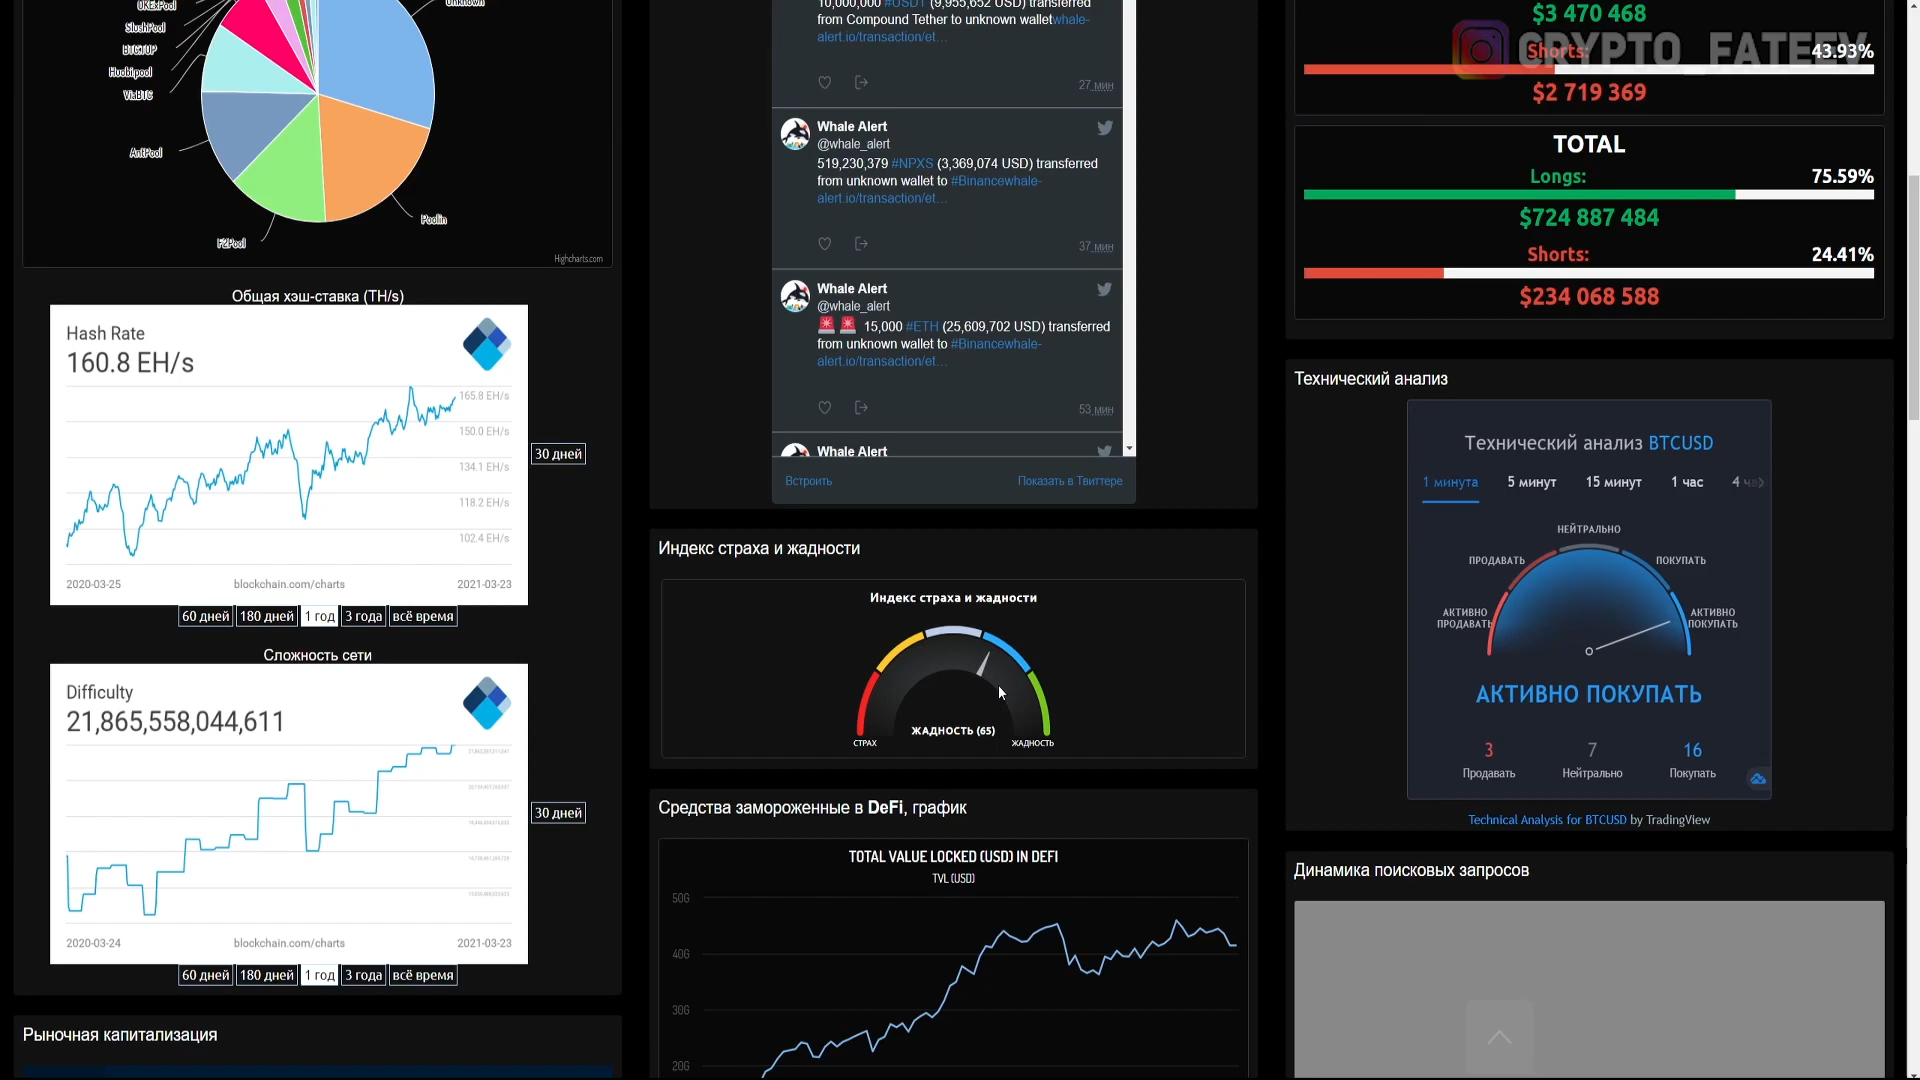 OKExPool
SlushPool
BTCTOP
Huobi.pool
ViaBTC
AntPool
F2Pool
Poolin
unknown
Highcharts.com
Общая хэш-ставка (TH/s)
Hash Rate
160.8 EH/s
165.8 EH/s
150.0 EH/s
134.1 EH/s
118.2 EH/s
102.4 EH/s
2020-03-25
blockchain.com/charts
2021-03-23
30 дней
60 дней
180 дней
1 год
3 года
всё время
Сложность сети
Difficulty
21,865,558,044,611
2020-03-24
blockchain.com/charts
2021-03-23
30 дней
60 дней
180 дней
1 год
3 года
всё время
Рыночная капитализация
10,000,000 #USDT (9,955,652 USD) transferred
from Compound Tether to unknown walletwhale-
alert.io/transaction/et…
27 мин
Whale Alert
@whale_alert
519,230,379 #NPXS (3,369,074 USD) transferred
from unknown wallet to #Binancewhale-
alert.io/transaction/et…
37 мин
Whale Alert
@whale_alert
15,000 #ETH (25,609,702 USD) transferred
from unknown wallet to #Binancewhale-
alert.io/transaction/et…
53 мин
Whale Alert
Встроить
Показать в Твиттере
Индекс страха и жадности
Индекс страха и жадности
ЖАДНОСТЬ (65)
СТРАХ
ЖАДНОСТЬ
Средства замороженные в DeFi, график
TOTAL VALUE LOCKED (USD) IN DEFI
TVL (USD)
50G
40G
30G
20G
$3 470 468
CRYPTO_FATEEV
Shorts:
43.93%
$2 719 369
TOTAL
Longs:
75.59%
$724 887 484
Shorts:
24.41%
$234 068 588
Технический анализ
Технический анализ BTCUSD
1 минута
5 минут
15 минут
1 час
НЕЙТРАЛЬНО
ПРОДАВАТЬ
ПОКУПАТЬ
АКТИВНО
ПРОДАВАТЬ
АКТИВНО
ПОКУПАТЬ
АКТИВНО ПОКУПАТЬ
3
7
16
Продавать
Нейтрально
Покупать
Technical Analysis for BTCUSD by TradingView
Динамика поисковых запросов